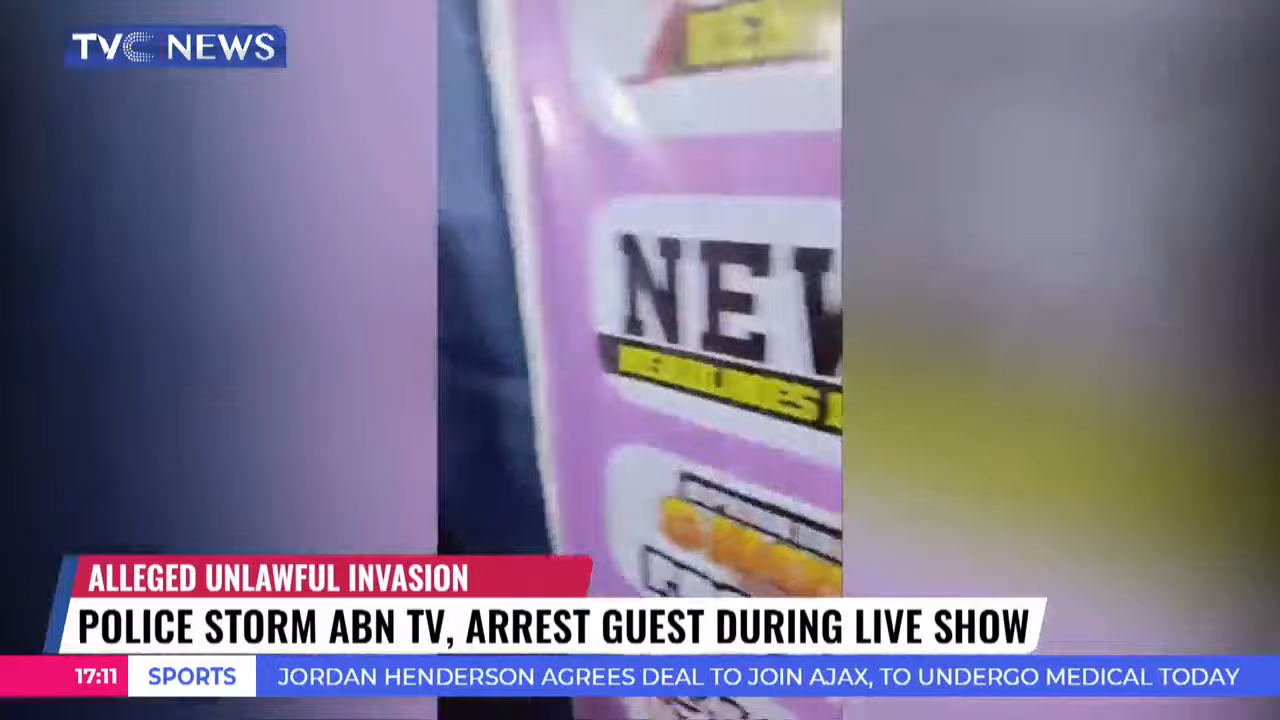 TVC NEWS
NEW
ALLEGED UNLAWFUL INVASION
POLICE STORM ABN TV, ARREST GUEST DURING LIVE SHOW
17:11 SPORTS JORDAN HENDERSON AGREES DEAL TO JOIN AJAX, TO UNDERGO MEDICAL TODAY